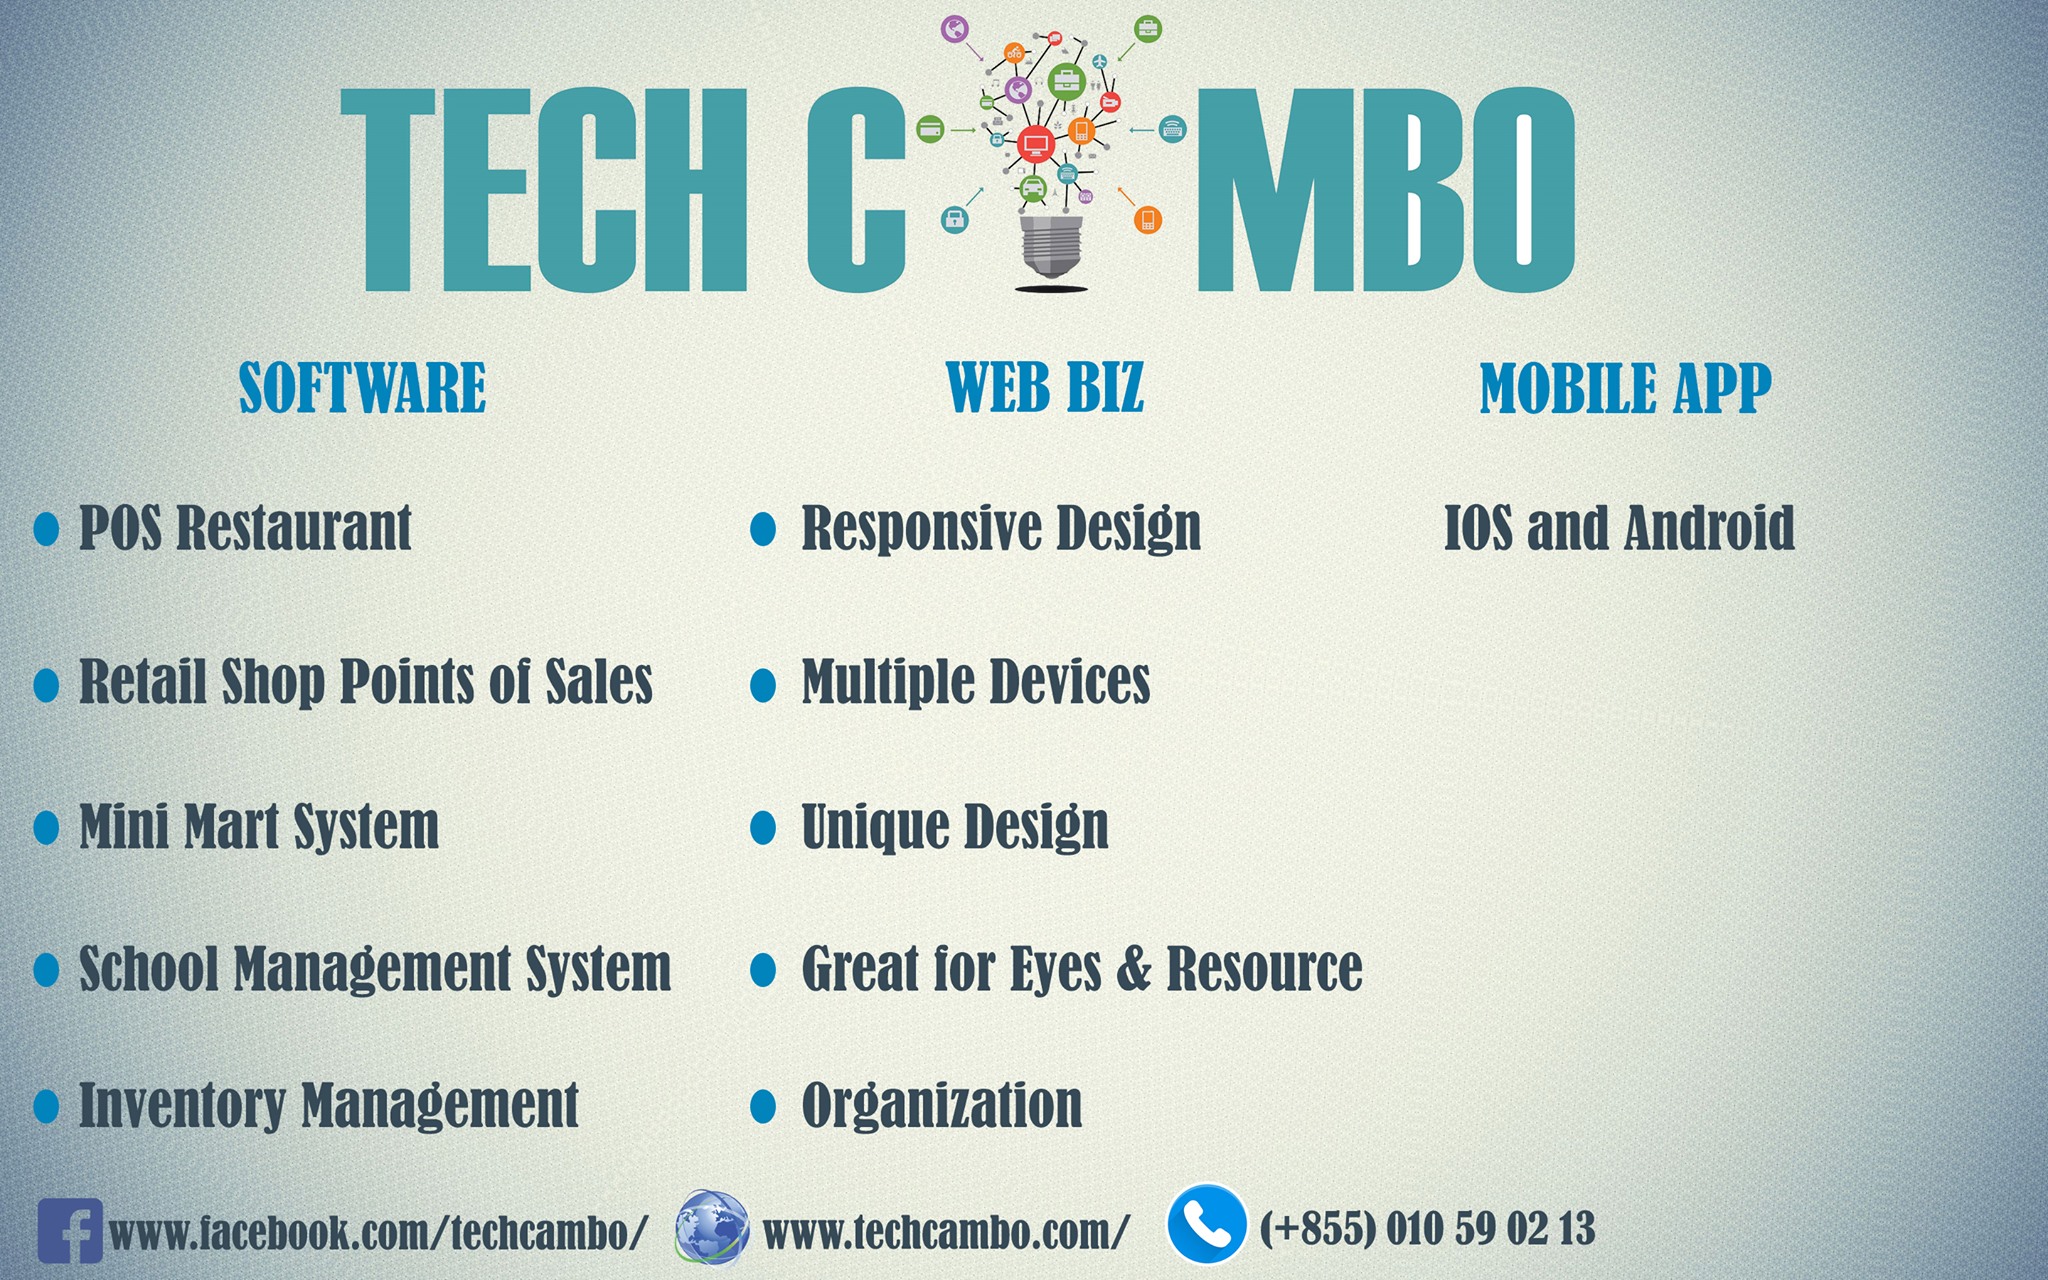 TECH C MBO
SOFTWARE
POS Restaurant
Retail Shop Points of Sales
Mini Mart System
School Management System
Inventory Management
WEB BIZ
Responsive Design
Multiple Devices
Unique Design
Great for Eyes & Resource
Organization
MOBILE APP
IOS and Android
www.facebook.com/techcambo/
www.techcambo.com/
(+855) 010 59 02 13